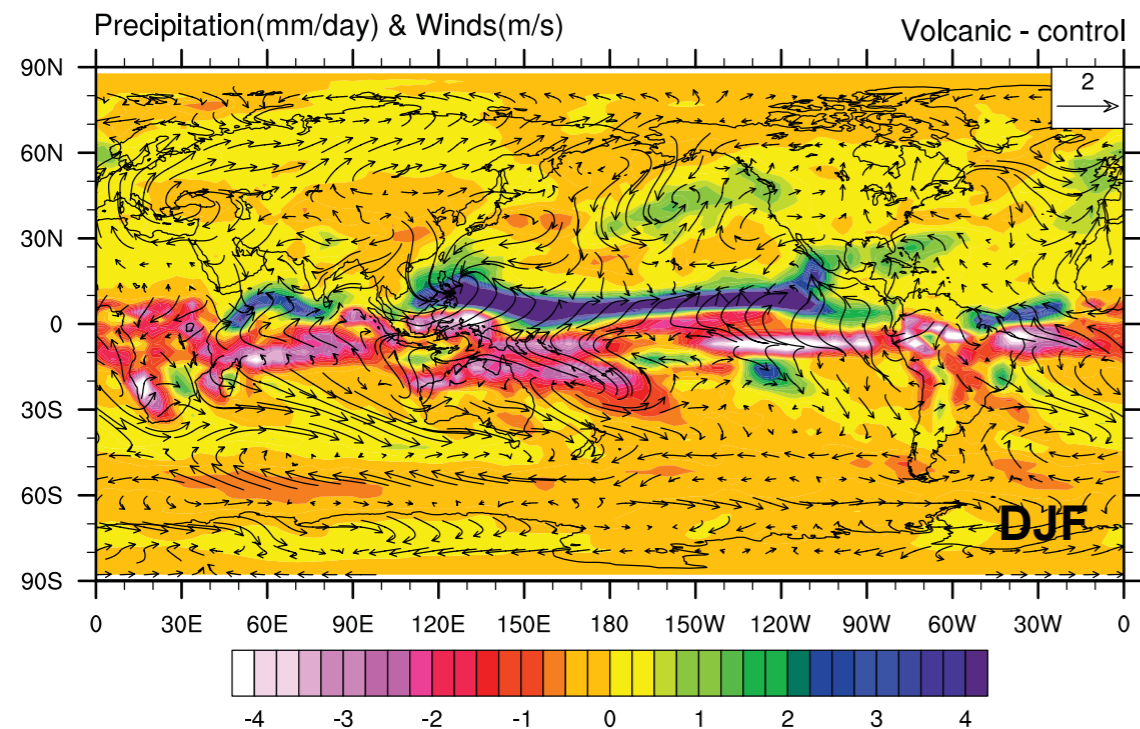 Precipitation(mm/day) & Winds(m/s)
Volcanic - control
2
90N
60N
30N
0
30S
60S
90S
DJF
0 30E 60E 90E 120E 150E 180 150W 120W 90W 60W 30W 0
-4 -3 -2 -1 0 1 2 3 4